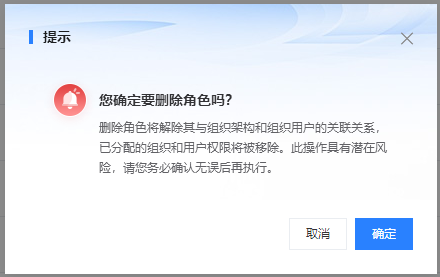 提示
您确定要删除角色吗?
删除角色将解除其与组织架构和组织用户的关联关系，
已分配的组织和用户权限将被移除。此操作具有潜在风
险，请您务必确认无误后再执行。
取消
确定